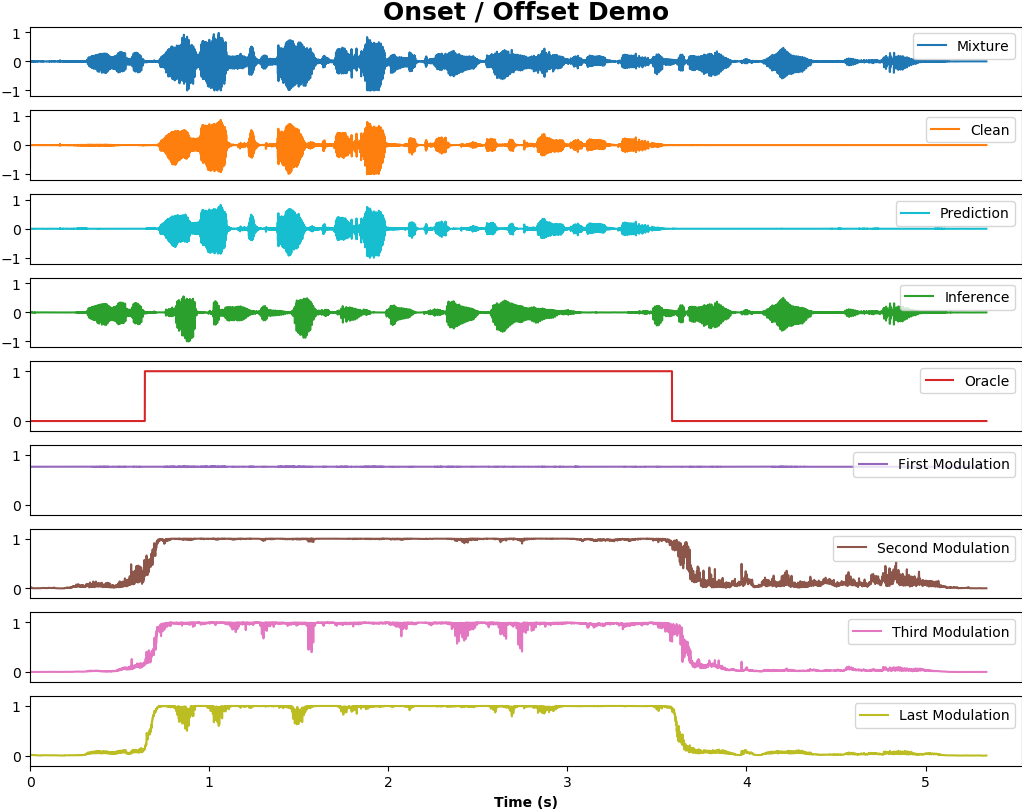 Onset / Offset Demo
1
0
−1
Mixture
1
0
−1
Clean
1
0
−1
Prediction
1
0
−1
Inference
1
0
Oracle
1
0
First Modulation
1
0
Second Modulation
1
0
Third Modulation
1
0
Last Modulation
0 1 2 3 4 5
Time (s)